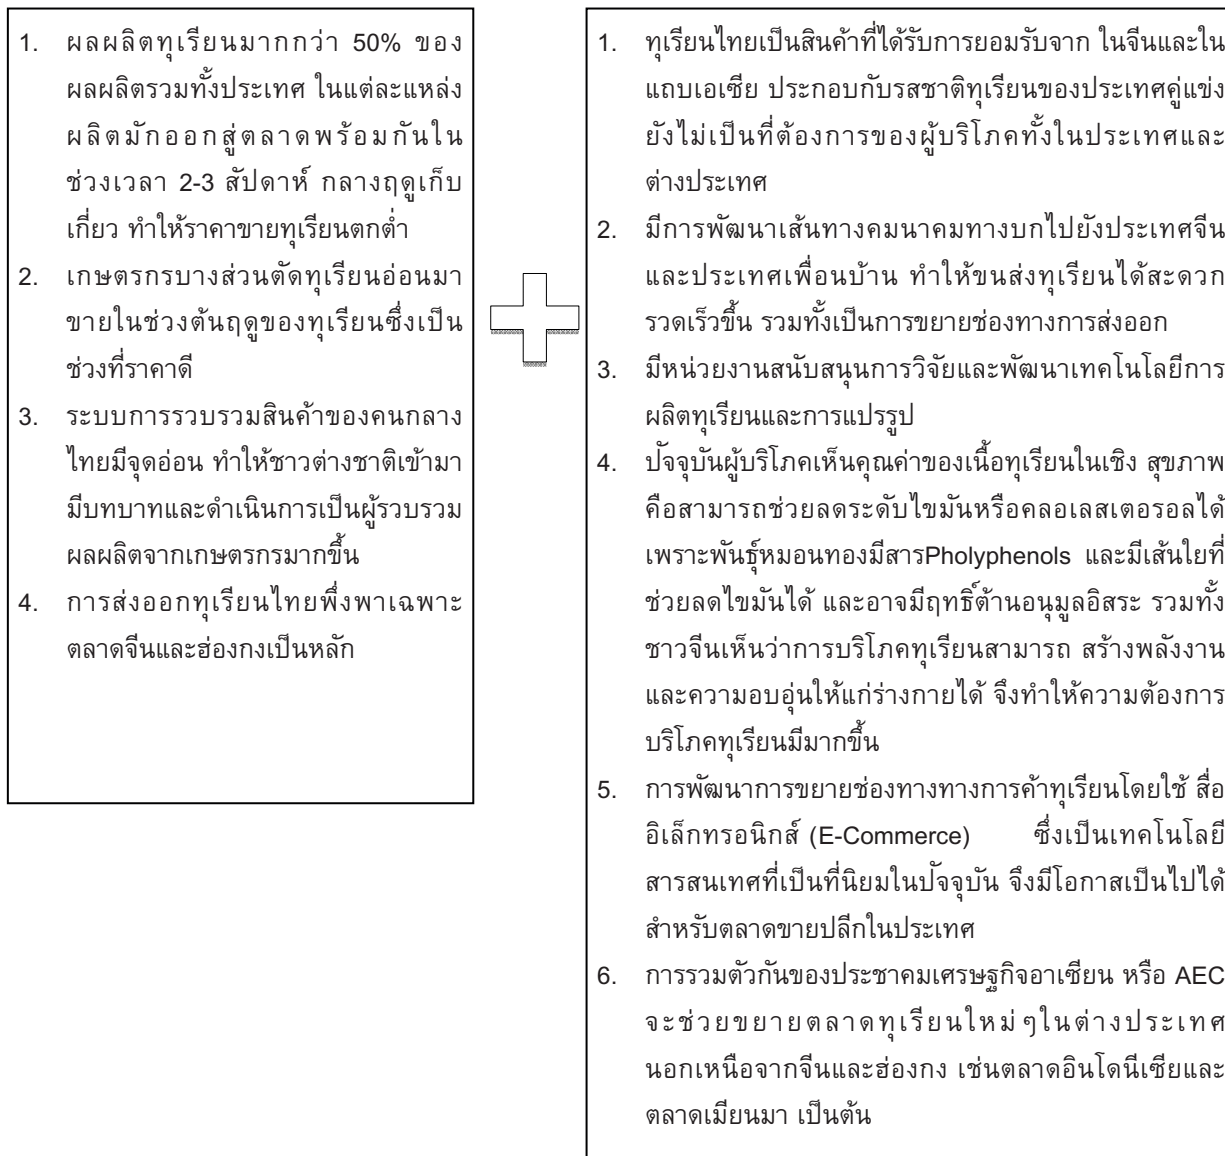 1. ผลผลิตทุเรียนมากกว่า 50% ของ
ผลผลิตรวมทั้งประเทศ ในแต่ละแหล่ง
ผลิตมักออกสู่ตลาดพร้อมกันใน
ช่วงเวลา 2-3 สัปดาห์ กลางฤดูเก็บ
เกี่ยว ทำให้ราคาขายทุเรียนตกต่ำ
2. เกษตรกรบางส่วนตัดทุเรียนอ่อนมา
ขายในช่วงต้นฤดูของทุเรียนซึ่งเป็น
ช่วงที่ราคาดี
3. ระบบการรวบรวมสินค้าของคนกลาง
ไทยมีจุดอ่อน ทำให้ชาวต่างชาติเข้ามา
มีบทบาทและดำเนินการเป็นผู้รวบรวม
ผลผลิตจากเกษตรกรมากขึ้น
4. การส่งออกทุเรียนไทยพึ่งพาเฉพาะ
ตลาดจีนและฮ่องกงเป็นหลัก
1. ทุเรียนไทยเป็นสินค้าที่ได้รับการยอมรับจาก ในจีนและใน
แถบเอเซีย ประกอบกับรสชาติทุเรียนของประเทศคู่แข่ง
ยังไม่เป็นที่ต้องการของผู้บริโภคทั้งในประเทศและ
ต่างประเทศ
2. มีการพัฒนาเส้นทางคมนาคมทางบกไปยังประเทศจีน
และประเทศเพื่อนบ้าน ทำให้ขนส่งทุเรียนได้สะดวก
รวดเร็วขึ้น รวมทั้งเป็นการขยายช่องทางการส่งออก
3. มีหน่วยงานสนับสนุนการวิจัยและพัฒนาเทคโนโลยีการ
ผลิตทุเรียนและการแปรรูป
4. ปัจจุบันผู้บริโภคเห็นคุณค่าของเนื้อทุเรียนในเชิง สุขภาพ
คือสามารถช่วยลดระดับไขมันหรือคลอเลสเตอรอลได้
เพราะพันธุ์หมอนทองมีสารPholyphenols และมีเส้นใยที่
ช่วยลดไขมันได้ และอาจมีฤทธิ์ต้านอนุมูลอิสระ รวมทั้ง
ชาวจีนเห็นว่าการบริโภคทุเรียนสามารถ สร้างพลังงาน
และความอบอุ่นให้แก่ร่างกายได้ จึงทำให้ความต้องการ
บริโภคทุเรียนมีมากขึ้น
5. การพัฒนาการขยายช่องทางทางการค้าทุเรียนโดยใช้ สื่อ
อิเล็กทรอนิกส์ (E-Commerce) ซึ่งเป็นเทคโนโลยี
สารสนเทศที่เป็นที่นิยมในปัจจุบัน จึงมีโอกาสเป็นไปได้
สำหรับตลาดขายปลีกในประเทศ
6. การรวมตัวกันของประชาคมเศรษฐกิจอาเซียน หรือ AEC
จะช่วยขยายตลาดทุเรียนใหม่ๆในต่างประเทศ
นอกเหนือจากจีนและฮ่องกง เช่นตลาดอินโดนีเซียและ
ตลาดเมียนมา เป็นต้น